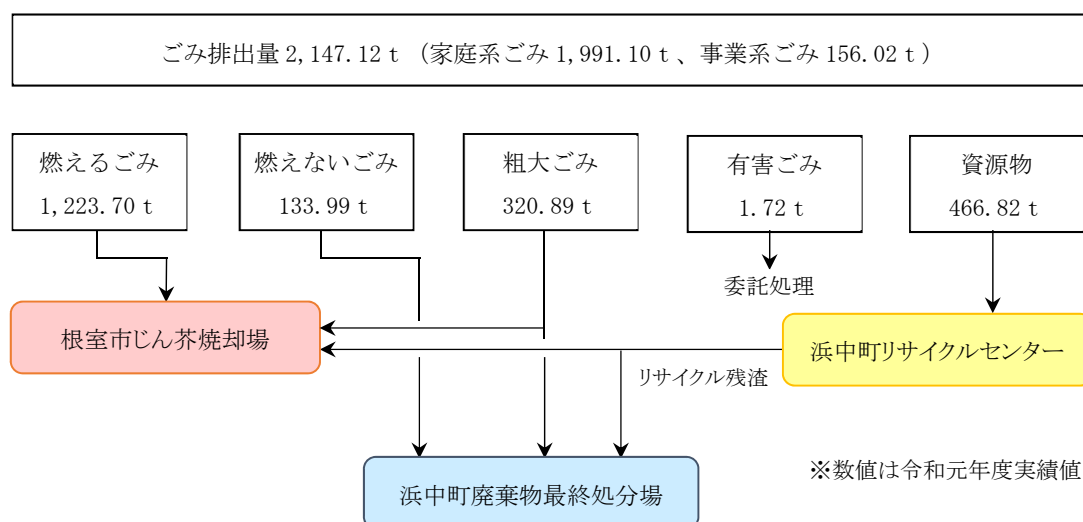 ごみ排出量 2,147.12 t （家庭系ごみ 1,991.10 t 、事業系ごみ 156.02 t ）
燃えるごみ
1,223.70 t
燃えないごみ
133.99 t
粗大ごみ
320.89 t
有害ごみ
1.72 t
資源物
466.82 t
委託処理
根室市じん芥焼却場
浜中町リサイクルセンター
リサイクル残渣
※数値は令和元年度実績値
浜中町廃棄物最終処分場